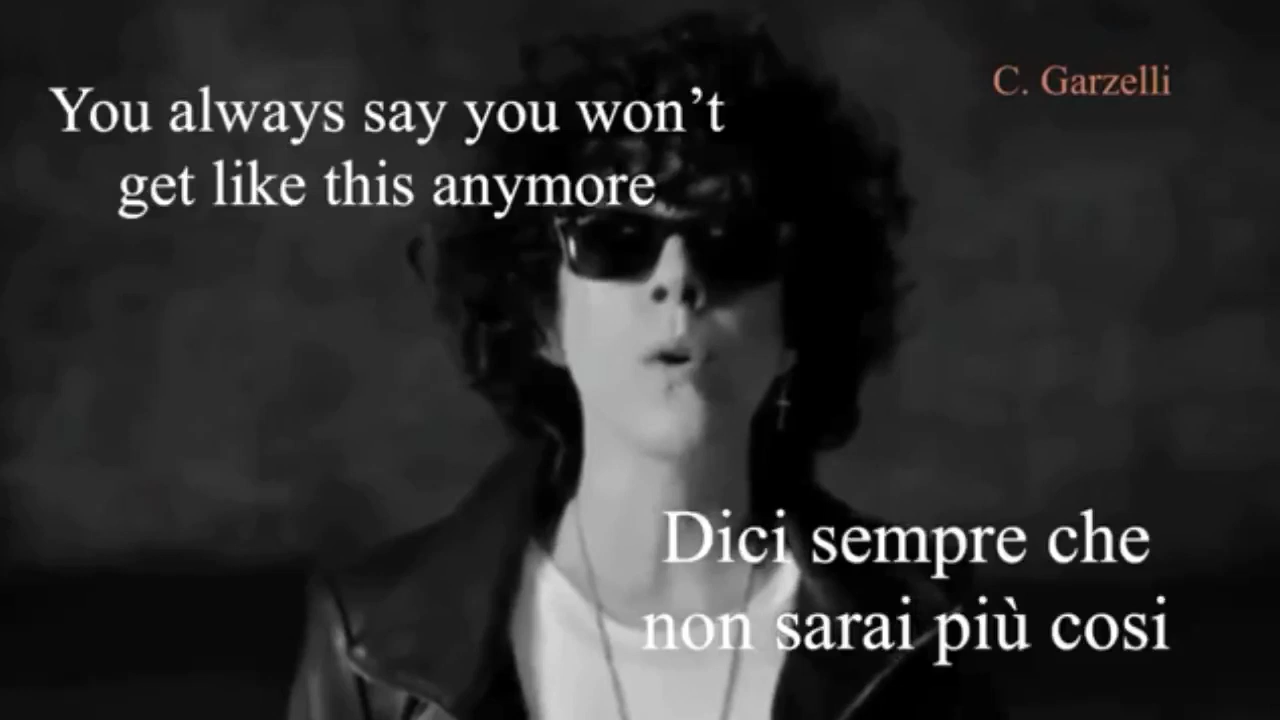 C. Garzelli
You always say you won’t
get like this anymore
Dici sempre che
non sarai più cosi